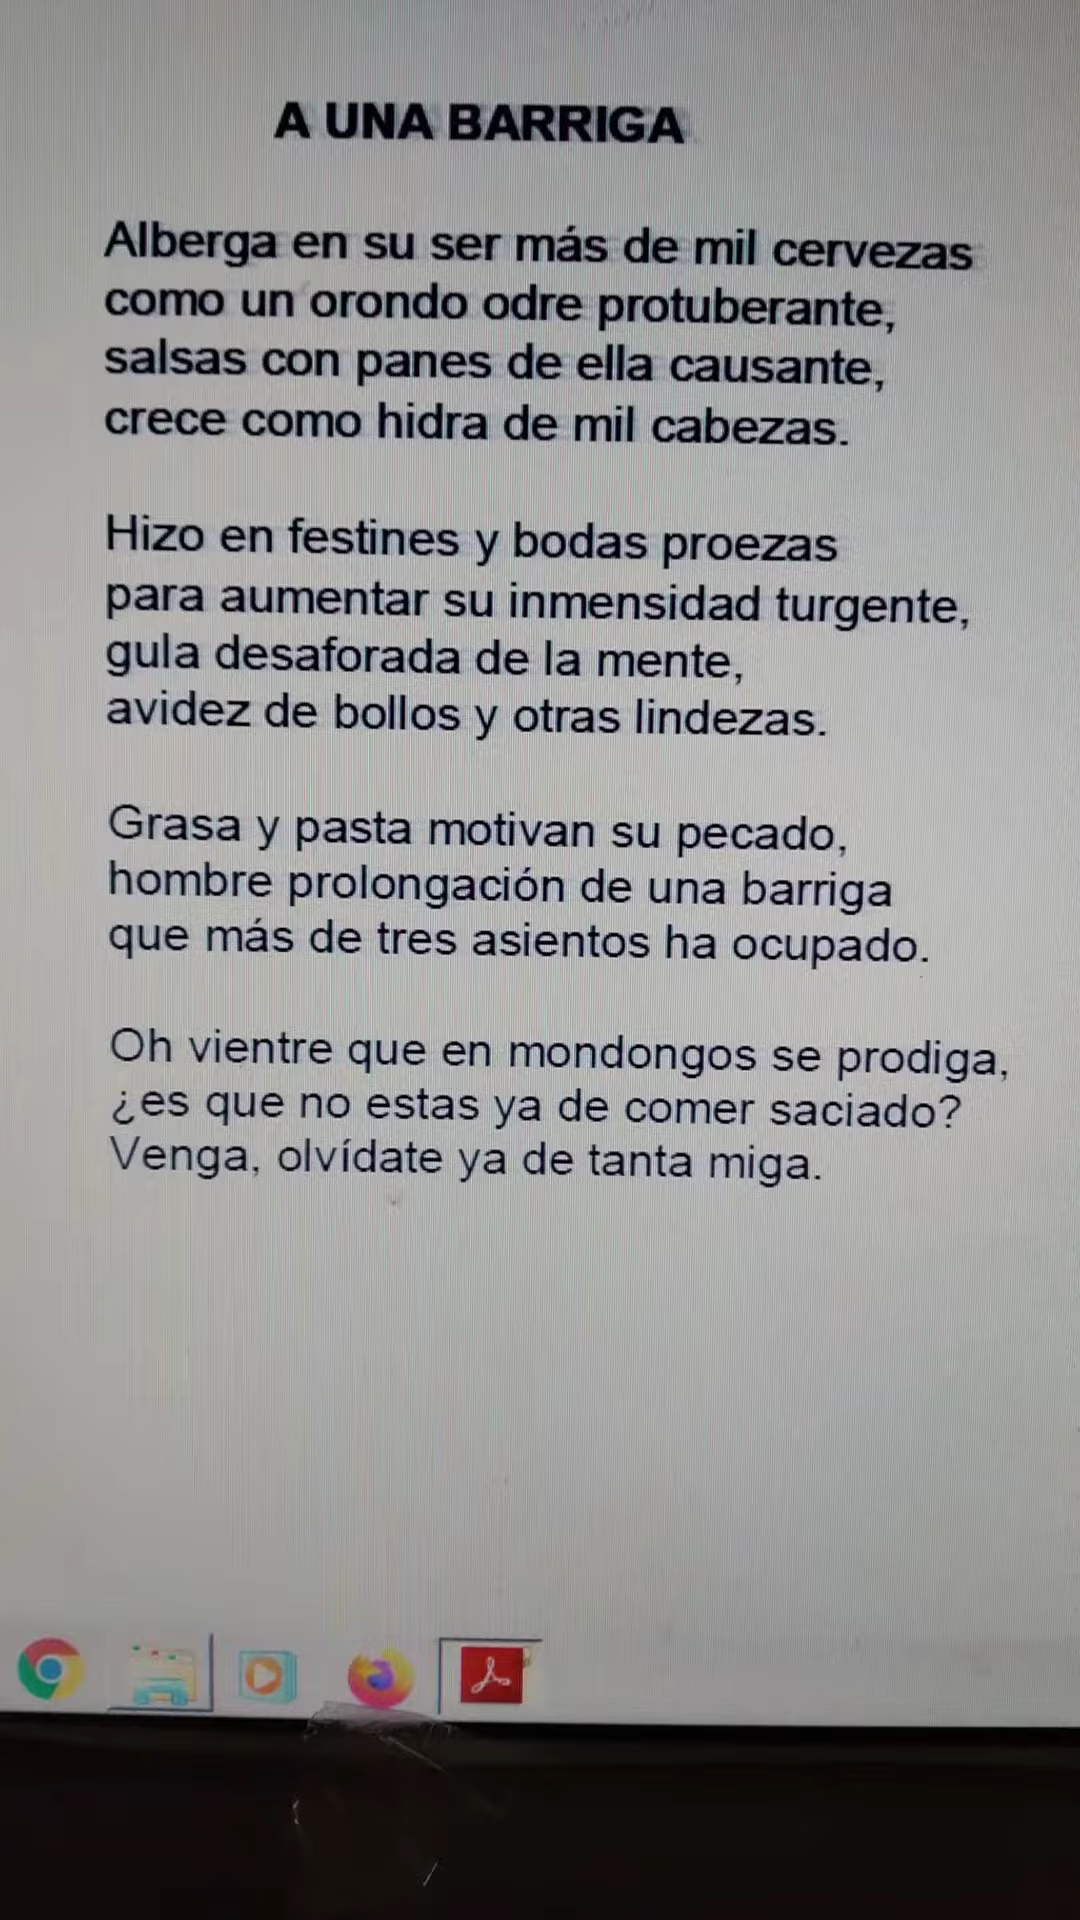 A UNA BARRIGA
Alberga en su ser más de mil cervezas
como un orondo odre protuberante,
salsas con panes de ella causante,
crece como hidra de mil cabezas.
Hizo en festines y bodas proezas
para aumentar su inmensidad turgente,
gula desaforada de la mente,
avidez de bollos y otras lindezas.
Grasa y pasta motivan su pecado,
hombre prolongación de una barriga
que más de tres asientos ha ocupado.
Oh vientre que en mondongos se prodiga,
¿es que no estas ya de comer saciado?
Venga, olvídate ya de tanta miga.